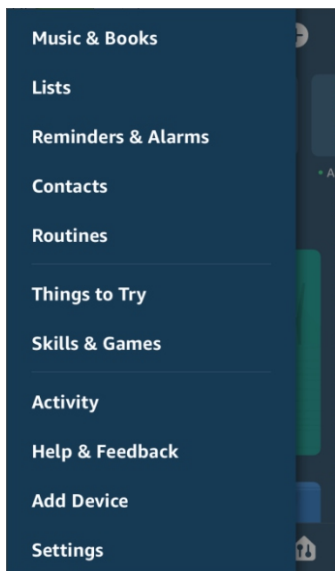 Music & Books
Lists
Reminders & Alarms
Contacts
Routines
Things to Try
Skills & Games
Activity
Help & Feedback
Add Device
Settings